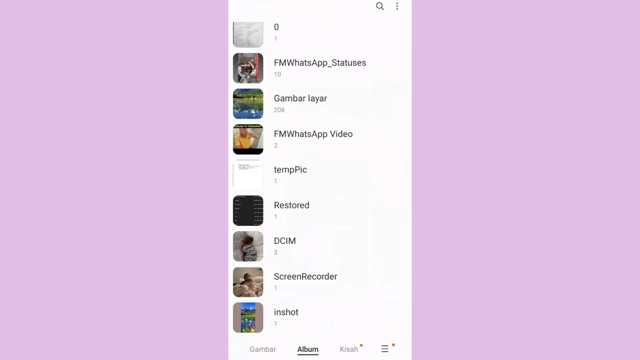 0
1
FMWhatsApp_Statuses
10
Gambar layar
208
FMWhatsApp Video
2
tempPic
1
Restored
1
DCIM
3
ScreenRecorder
1
inshot
1
Gambar Album Kisah